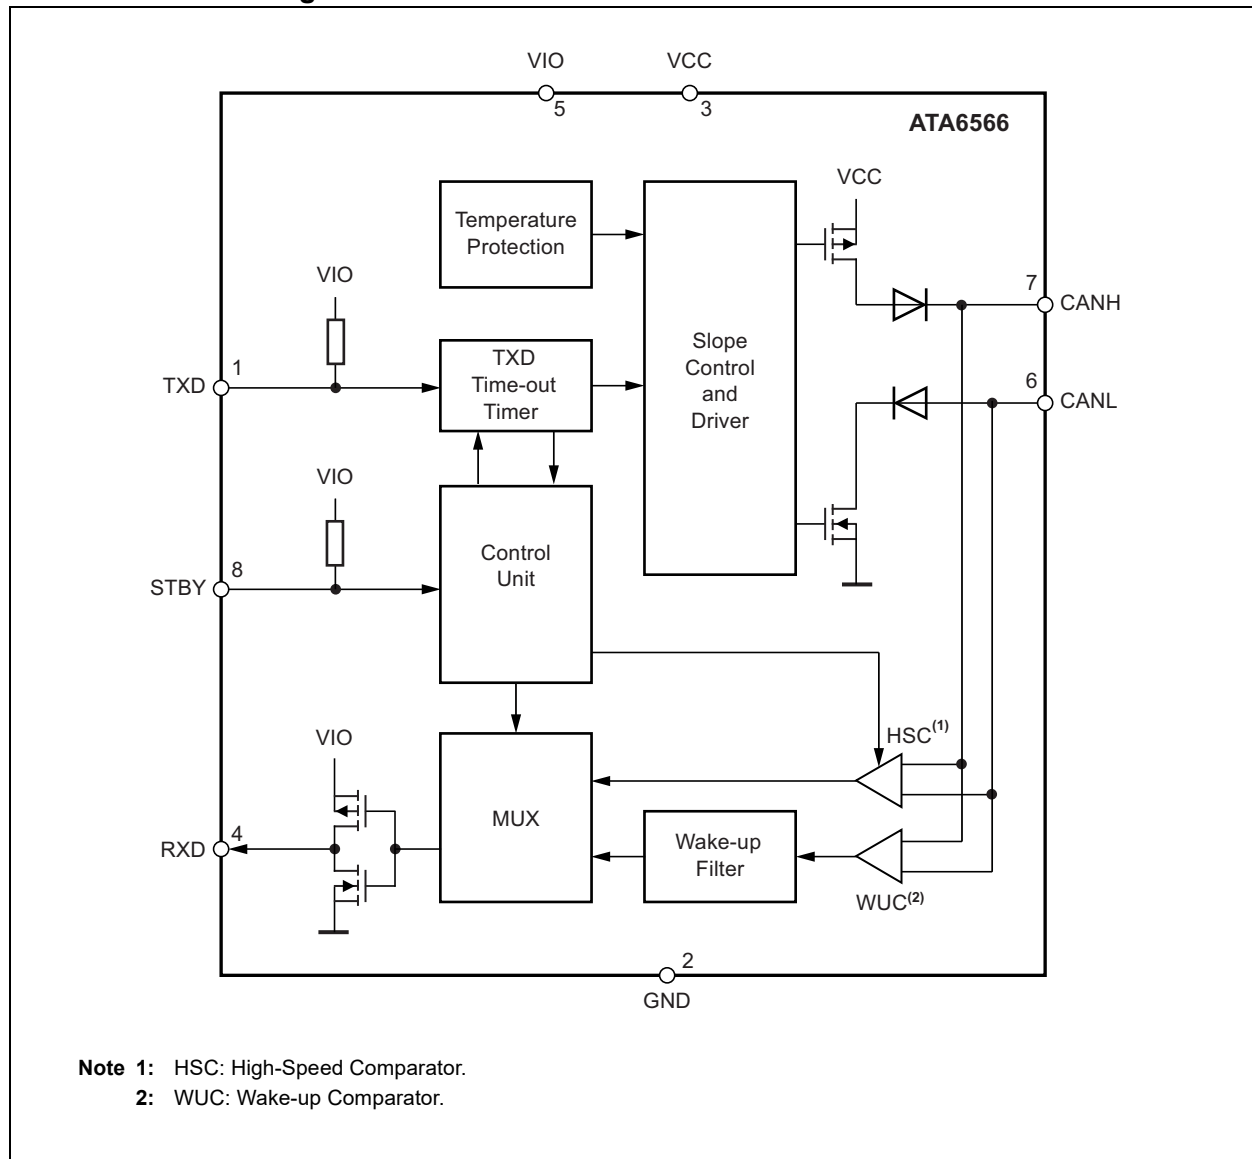 VIO
VCC
5
3
ATA6566
VCC
Temperature
Protection
VIO
7
CANH
Slope
Control
and
Driver
TXD
Time-out
Timer
1
TXD
6
CANL
VIO
Control
Unit
8
STBY
HSC(1)
VIO
MUX
4
RXD
Wake-up
Filter
WUC(2)
2
GND
Note 1: HSC: High-Speed Comparator.
2: WUC: Wake-up Comparator.